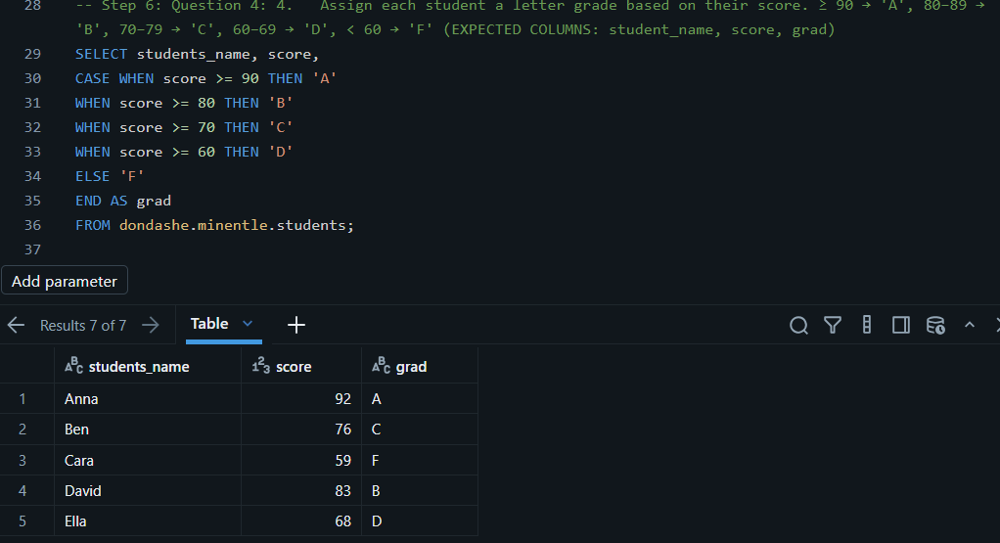 28 -- Step 6: Question 4: 4. Assign each student a letter grade based on their score. ≥ 90 → 'A', 80–89 →
'B', 70–79 → 'C', 60–69 → 'D', < 60 → 'F' (EXPECTED COLUMNS: student_name, score, grad)
29 SELECT students_name, score,
30 CASE WHEN score >= 90 THEN 'A'
31 WHEN score >= 80 THEN 'B'
32 WHEN score >= 70 THEN 'C'
33 WHEN score >= 60 THEN 'D'
34 ELSE 'F'
35 END AS grad
36 FROM dondashe.minentle.students;
37
Add parameter
Results 7 of 7 Table
students_name score grad
1 Anna 92 A
2 Ben 76 C
3 Cara 59 F
4 David 83 B
5 Ella 68 D